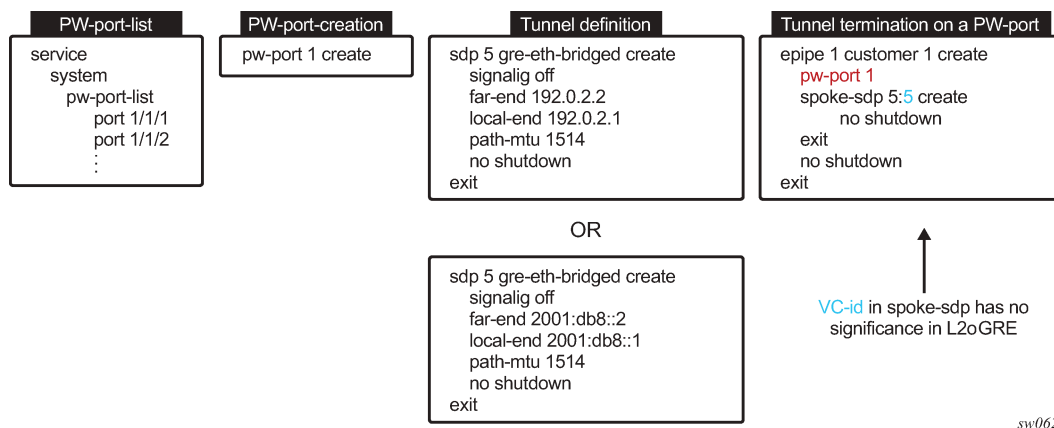 PW-port-list
service
system
pw-port-list
port 1/1/1
port 1/1/2
⋮
PW-port-creation
pw-port 1 create
Tunnel definition
sdp 5 gre-eth-bridged create
signalig off
far-end 192.0.2.2
local-end 192.0.2.1
path-mtu 1514
no shutdown
exit
OR
sdp 5 gre-eth-bridged create
signalig off
far-end 2001:db8::2
local-end 2001:db8::1
path-mtu 1514
no shutdown
exit
Tunnel termination on a PW-port
epipe 1 customer 1 create
pw-port 1
spoke-sdp 5:5 create
no shutdown
exit
no shutdown
exit
VC-id in spoke-sdp has no
significance in L2oGRE